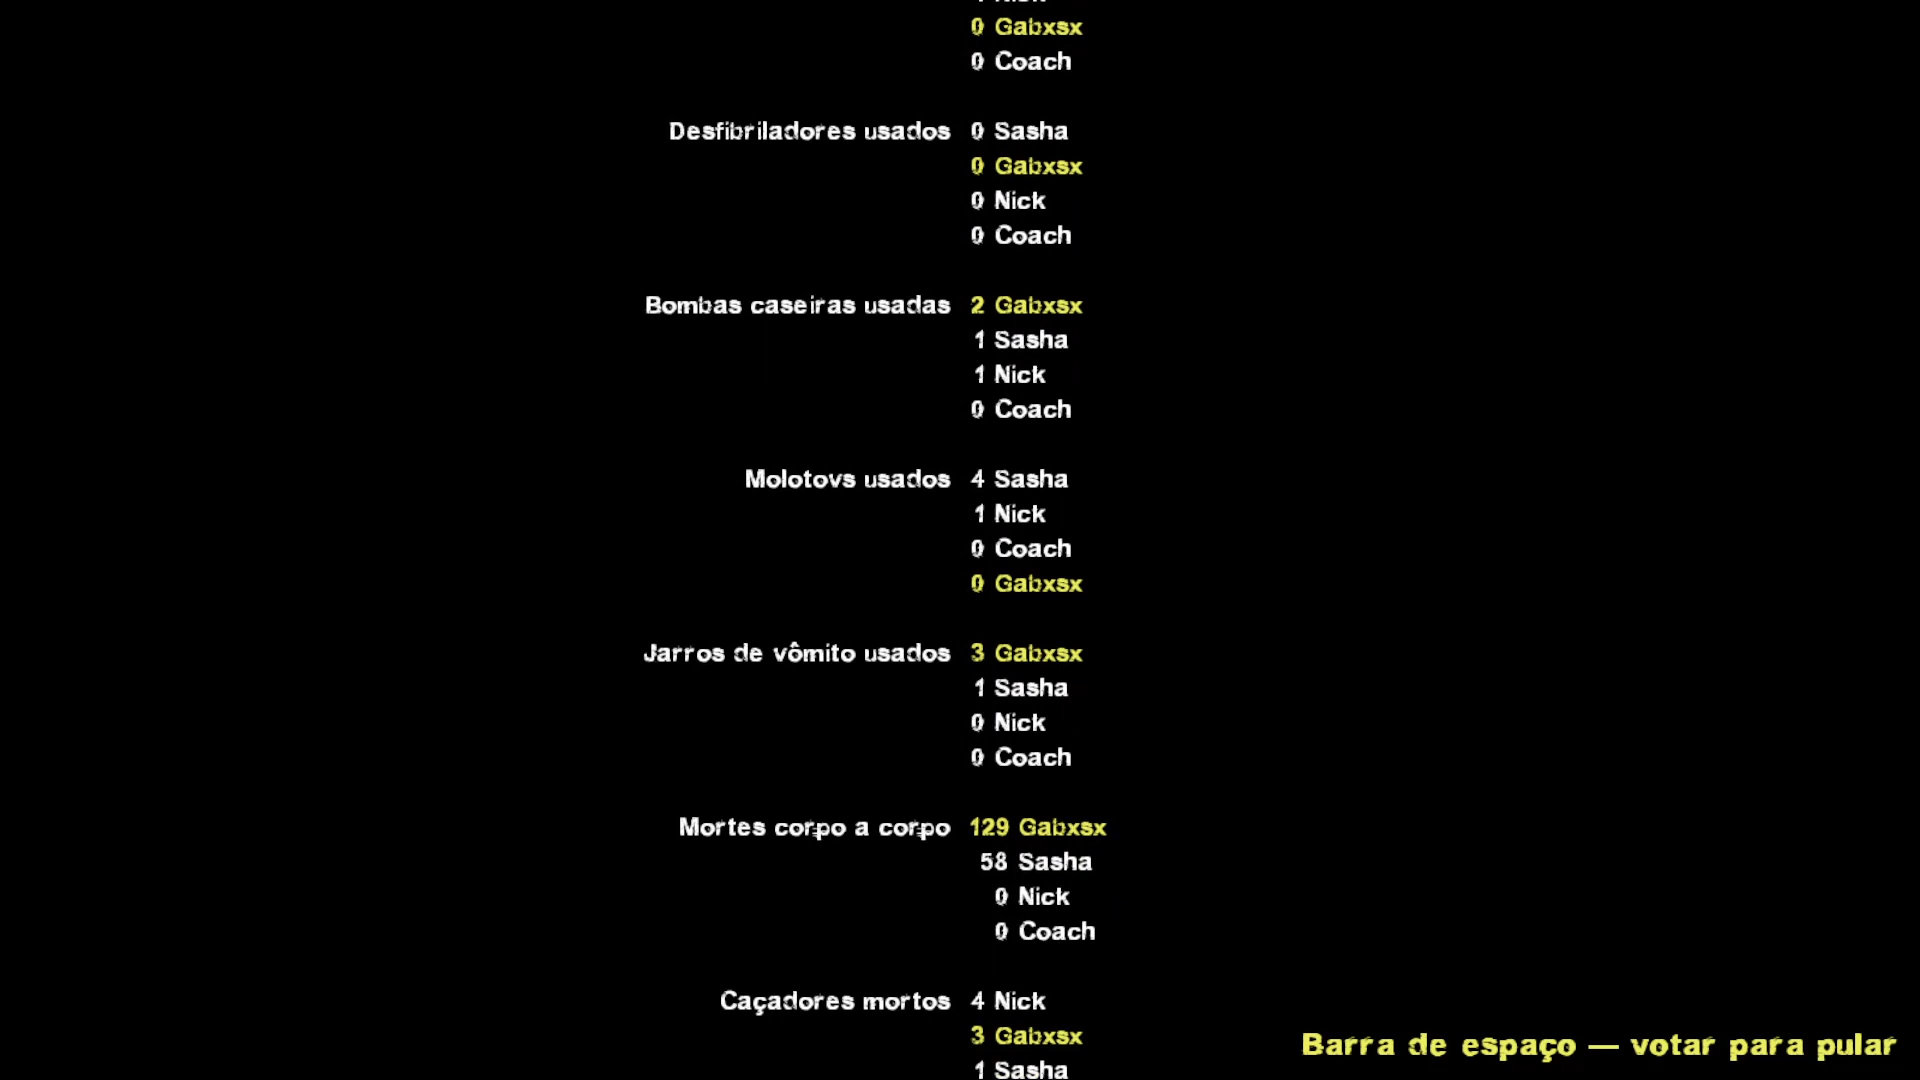 0 Gabxsx
0 Coach
Desfibriladores usados 0 Sasha
0 Gabxsx
0 Nick
0 Coach
Bombas caseiras usadas 2 Gabxsx
1 Sasha
1 Nick
0 Coach
Molotovs usados 4 Sasha
1 Nick
0 Coach
0 Gabxsx
Jarros de vômito usados 3 Gabxsx
1 Sasha
0 Nick
0 Coach
Mortes corpo a corpo 129 Gabxsx
58 Sasha
0 Nick
0 Coach
Caçadores mortos 4 Nick
3 Gabxsx
Barra de espaço — votar para pular
1 Sasha